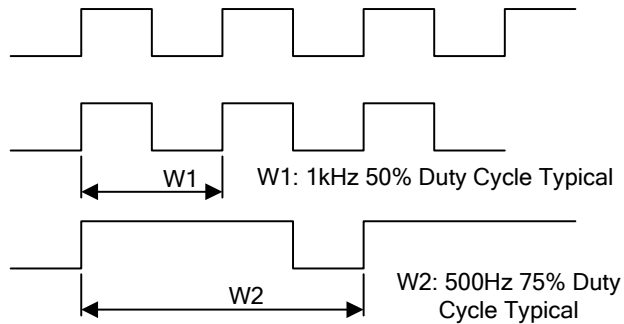 W1
W1: 1kHz 50% Duty Cycle Typical
W2
W2: 500Hz 75% Duty
Cycle Typical